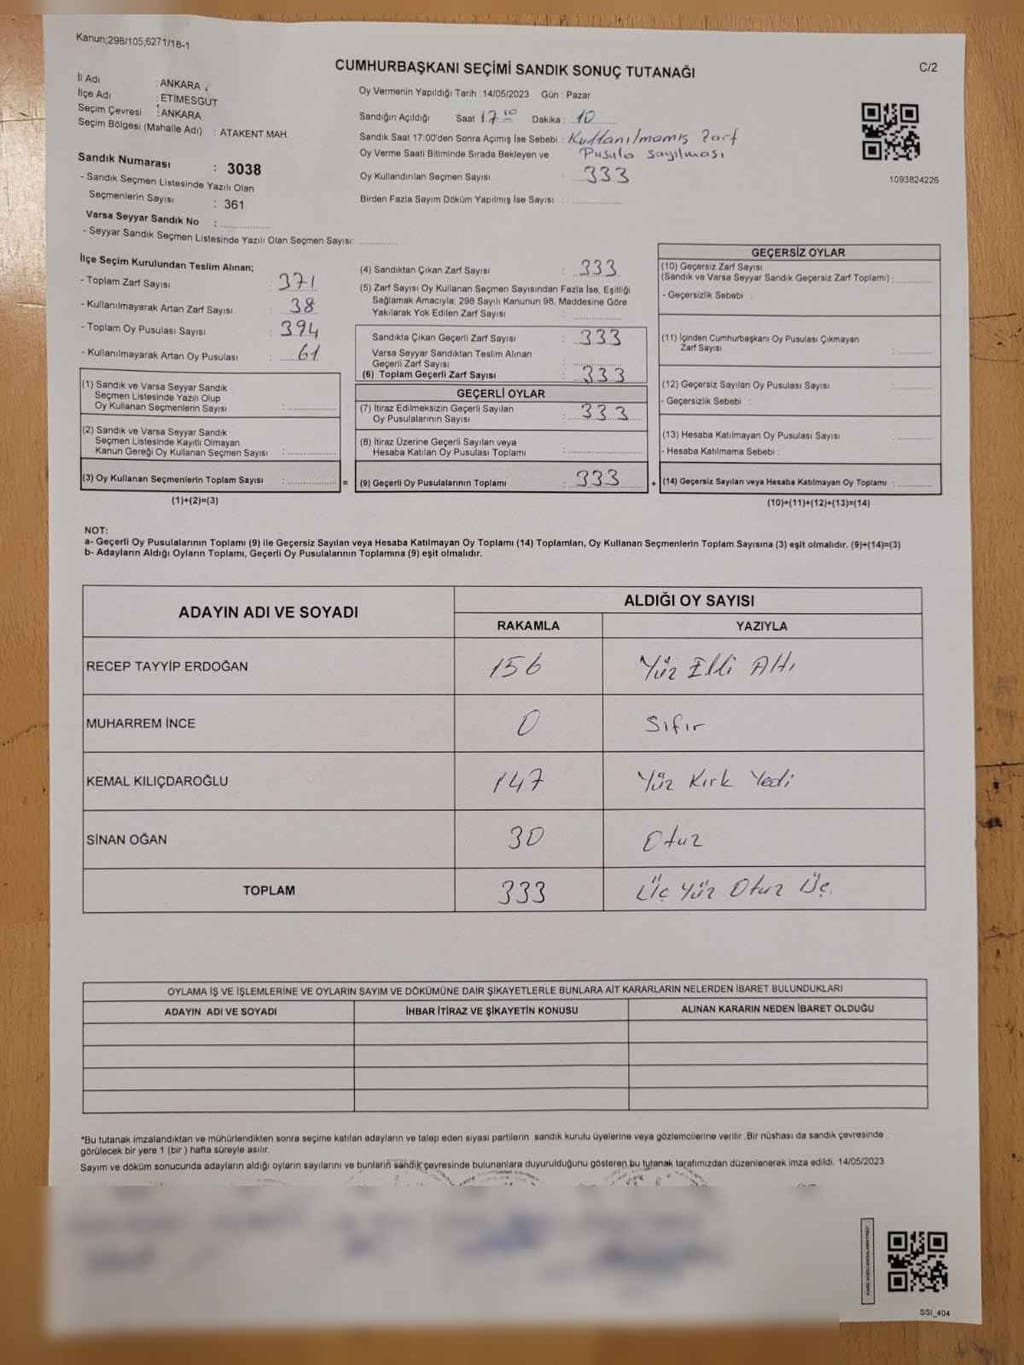 Kanun;298/105;6271/18-1
CUMHURBAŞKANI SEÇİMİ SANDIK SONUÇ TUTANAĞI
C/2
İl Adı : ANKARA
İlçe Adı : ETİMESGUT
Seçim Çevresi : ANKARA
Seçim Bölgesi (Mahalle Adı) : ATAKENT MAH.
Sandık Numarası : 3038
- Sandık Seçmen Listesinde Yazılı Olan
Seçmenlerin Sayısı : 361
Varsa Seyyar Sandık No :
- Seyyar Sandık Seçmen Listesinde Yazılı Olan Seçmen Sayısı:
Oy Vermenin Yapıldığı Tarih :14/05/2023 Gün : Pazar
Sandığın Açıldığı Saat : 17 10 Dakika : 10
Sandık Saat 17:00'den Sonra Açımış İse Sebebi : Kullanılmamış Zarf
Oy Verme Saati Bitiminde Sırada Bekleyen ve Pusula sayılması
Oy Kullandırılan Seçmen Sayısı : 333
Birden Fazla Sayım Döküm Yapılmış İse Sayısı :
1093824226
İlçe Seçim Kurulundan Teslim Alınan;
- Toplam Zarf Sayısı : 371
- Kullanılmayarak Artan Zarf Sayısı : 38
- Toplam Oy Pusulası Sayısı : 394
- Kullanılmayarak Artan Oy Pusulası : 61
(1) Sandık ve Varsa Seyyar Sandık
Seçmen Listesinde Yazılı Olup
Oy Kullanan Seçmenlerin Sayısı :
(2) Sandık ve Varsa Seyyar Sandık
Seçmen Listesinde Kayıtlı Olmayan
Kanun Gereği Oy Kullanan Seçmen Sayısı :
(3) Oy Kullanan Seçmenlerin Toplam Sayısı : =
(1)+(2)=(3)
(4) Sandıktan Çıkan Zarf Sayısı : 333
(5) Zarf Sayısı Oy Kullanan Seçmen Sayısından Fazla İse, Eşitliği
Sağlamak Amacıyla, 298 Sayılı Kanunun 98. Maddesine Göre
Yakılarak Yok Edilen Zarf Sayısı :
Sandıkta Çıkan Geçerli Zarf Sayısı : 333
Varsa Seyyar Sandıktan Teslim Alınan
Geçerli Zarf Sayısı :
(6) Toplam Geçerli Zarf Sayısı : 333
GEÇERLİ OYLAR
(7) İtiraz Edilmeksizin Geçerli Sayılan
Oy Pusulalarının Sayısı : 333
(8) İtiraz Üzerine Geçerli Sayılan veya
Hesaba Katılan Oy Pusulası Toplamı :
(9) Geçerli Oy Pusulalarının Toplamı : 333 +
GEÇERSİZ OYLAR
(10) Geçersiz Zarf Sayısı
(Sandık ve Varsa Seyyar Sandık Geçersiz Zarf Toplamı) :
- Geçersizlik Sebebi :
(11) İçinden Cumhurbaşkanı Oy Pusulası Çıkmayan
Zarf Sayısı :
(12) Geçersiz Sayılan Oy Pusulası Sayısı :
- Geçersizlik Sebebi :
(13) Hesaba Katılmayan Oy Pusulası Sayısı :
- Hesaba Katılmama Sebebi :
(14) Geçersiz Sayılan veya Hesaba Katılmayan Oy Toplamı :
(10)+(11)+(12)+(13)=(14)
NOT:
a- Geçerli Oy Pusulalarının Toplamı (9) ile Geçersiz Sayılan veya Hesaba Katılmayan Oy Toplamı (14) Toplamları, Oy Kullanan Seçmenlerin Toplam Sayısına (3) eşit olmalıdır. (9)+(14)=(3)
b- Adayların Aldığı Oyların Toplamı, Geçerli Oy Pusulalarının Toplamına (9) eşit olmalıdır.
ADAYIN ADI VE SOYADI
ALDIĞI OY SAYISI
RAKAMLA YAZIYLA
RECEP TAYYİP ERDOĞAN 156 Yüz Elli Altı
MUHARREM İNCE 0 Sıfır
KEMAL KILIÇDAROĞLU 147 Yüz Kırk Yedi
SİNAN OĞAN 30 Otuz
TOPLAM 333 Üç Yüz Otuz Üç.
OYLAMA İŞ VE İŞLEMLERİNE VE OYLARIN SAYIM VE DÖKÜMÜNE DAİR ŞİKAYETLERLE BUNLARA AİT KARARLARIN NELERDEN İBARET BULUNDUKLARI
ADAYIN ADI VE SOYADI İHBAR İTİRAZ VE ŞİKAYETİN KONUSU ALINAN KARARIN NEDEN İBARET OLDUĞU
*Bu tutanak imzalandıktan ve mühürlendikten sonra seçime katılan adayların ve talep eden siyasi partilerin sandık kurulu üyelerine veya gözlemcilerine verilir .Bir nüshası da sandık çevresinde
görülecek bir yere 1 (bir ) hafta süreyle asılır.
Sayım ve döküm sonucunda adayların aldığı oyların sayılarını ve bunların sandık çevresinde bulunanlara duyurulduğunu gösteren bu tutanak tarafımızdan düzenlenerek imza edildi. 14/05/2023
SSI_404